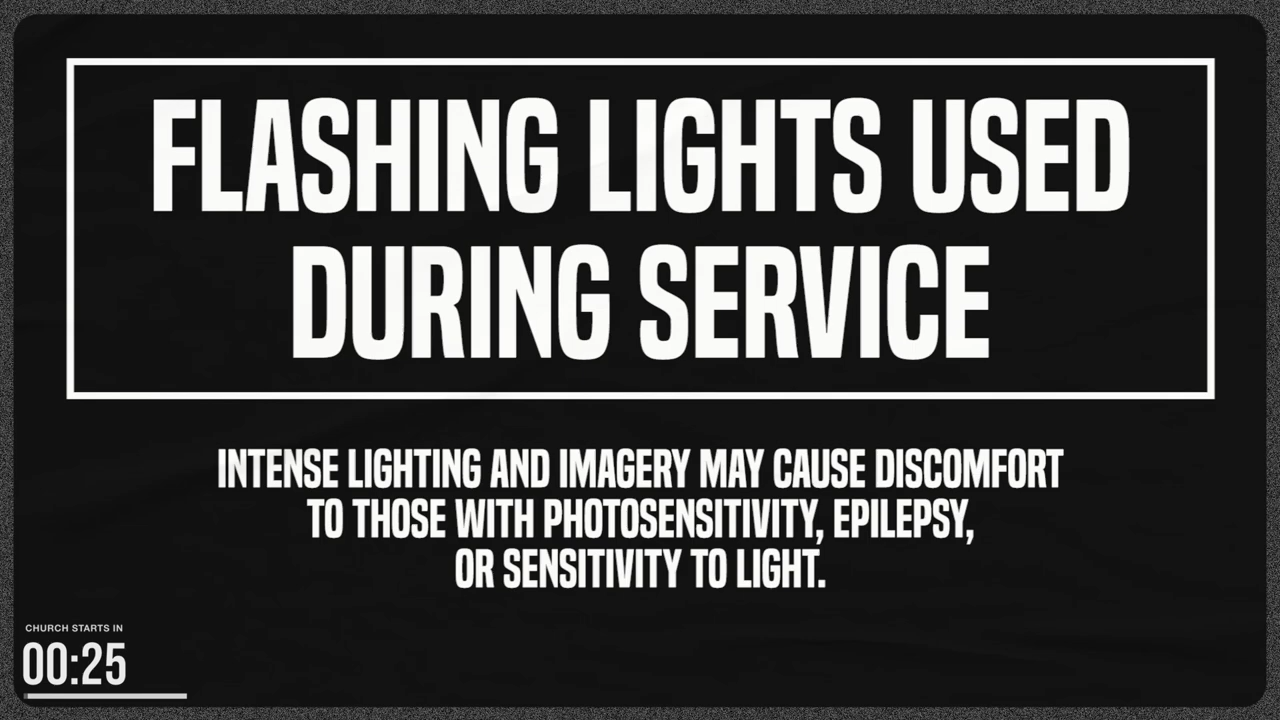 FLASHING LIGHTS USED
DURING SERVICE
INTENSE LIGHTING AND IMAGERY MAY CAUSE DISCOMFORT
TO THOSE WITH PHOTOSENSITIVITY, EPILEPSY,
OR SENSITIVITY TO LIGHT.
CHURCH STARTS IN
00:25